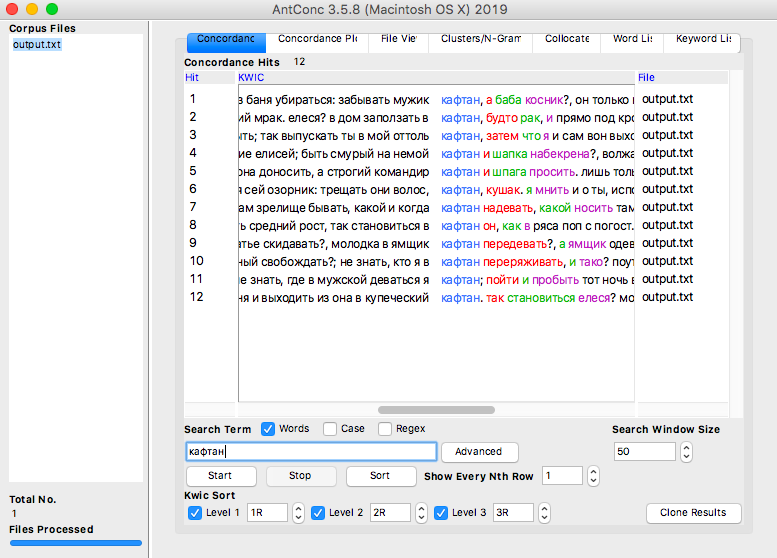 AntConc 3.5.8 (Macintosh OS X) 2019
Corpus Files
output.txt
Concordance Concordance Plo File View Clusters/N-Gram Collocate Word Lis Keyword Lis
Concordance Hits 12
Hit KWIC File
1 в баня убираться: забывать мужик кафтан, а баба косник?, он только output.txt
2 ий мрак. елеся? в дом заползать в кафтан, будто рак, и прямо под кро output.txt
3 ыть; так выпускать ты в мой оттоль кафтан, затем что я и сам вон выхо output.txt
4 ие елисей; быть смурый на немой кафтан и шапка набекрена?, волжа output.txt
5 она доносить, а строгий командир кафтан и шпага просить. лишь толь output.txt
6 я сей озорник: трещать они волос, кафтан, кушак. я мнить и о ты, испо output.txt
7 ам зрелище бывать, какой и когда кафтан надевать, какой носить там output.txt
8 ь средний рост, так становиться в кафтан он, как в ряса поп с погост. output.txt
9 атье скидавать?, молодка в ямщик кафтан передевать?, а ямщик одев output.txt
10 ный свобождать?; не знать, кто я в кафтан переряживать, и тако? поут output.txt
11 не знать, где в мужской деваться я кафтан; пойти и пробыть тот ночь в output.txt
12 ня и выходить из она в купеческий кафтан. так становиться елеся? мо output.txt
Search Term Words Case Regex Search Window Size
кафтан Advanced 50
Start Stop Sort Show Every Nth Row 1
Total No.
1
Kwic Sort
Files Processed
Level 1 1R Level 2 2R Level 3 3R Clone Results